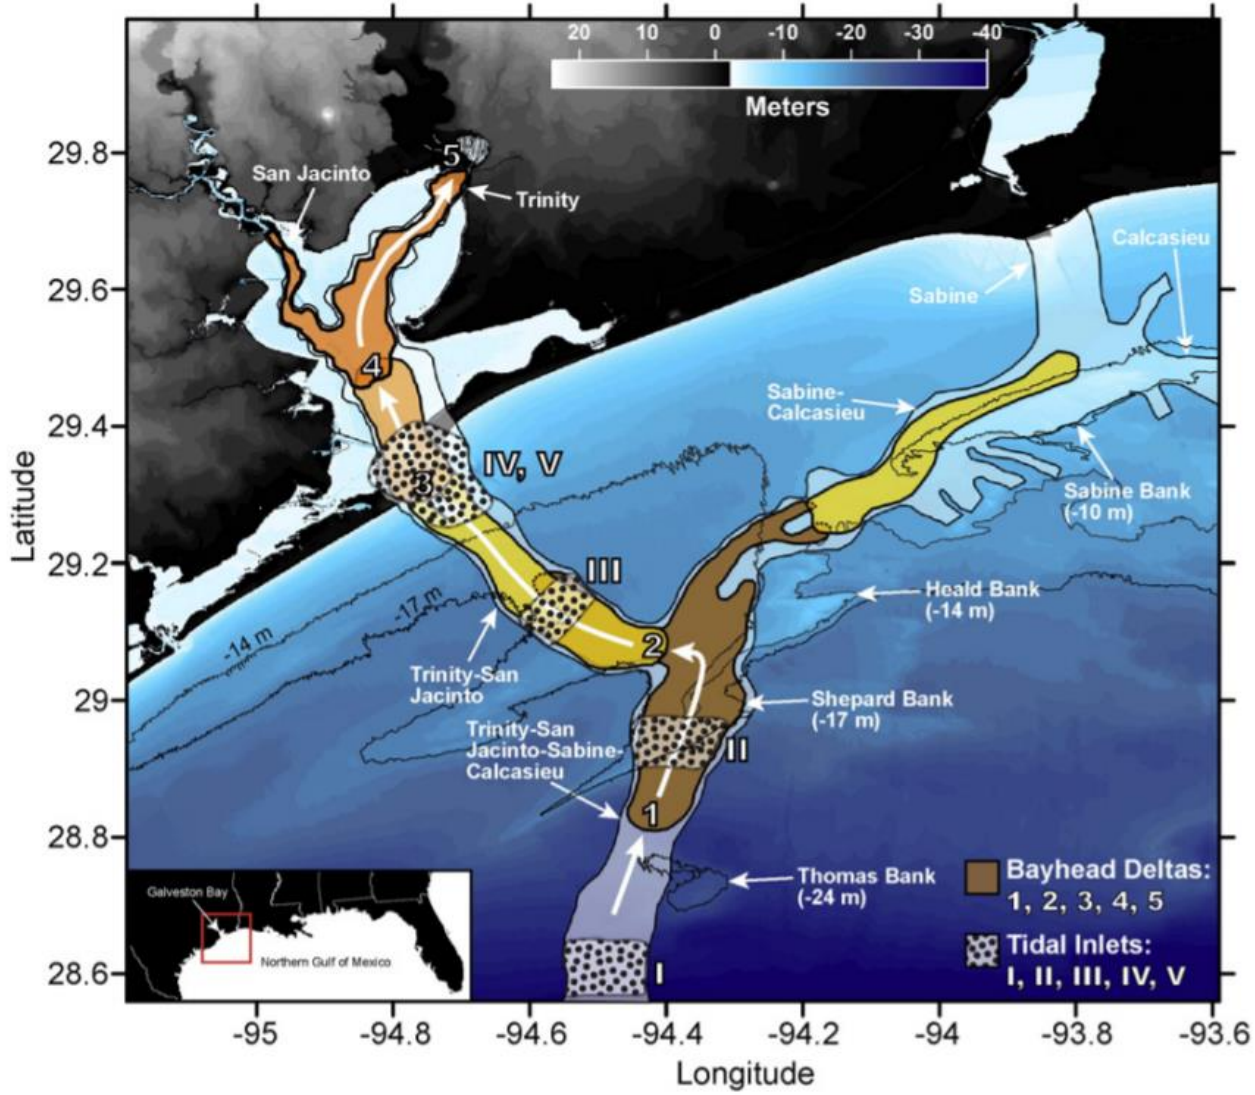 20 10 0 -10 -20 -30 -40
Meters
29.8
29.6
29.4
29.2
29
28.8
28.6
Latitude
San Jacinto
5
Trinity
Calcasieu
Sabine
4
Sabine-
Calcasieu
IV, V
3
Sabine Bank
(-10 m)
III
Heald Bank
(-14 m)
-17 m
-14 m
2
Trinity-San
Jacinto
Shepard Bank
(-17 m)
Trinity-San
Jacinto-Sabine-
Calcasieu
II
1
Thomas Bank
(-24 m)
Bayhead Deltas:
1, 2, 3, 4, 5
Tidal Inlets:
I, II, III, IV, V
I
Galveston Bay
Northern Gulf of Mexico
-95 -94.8 -94.6 -94.4 -94.2 -94 -93.8 -93.6
Longitude